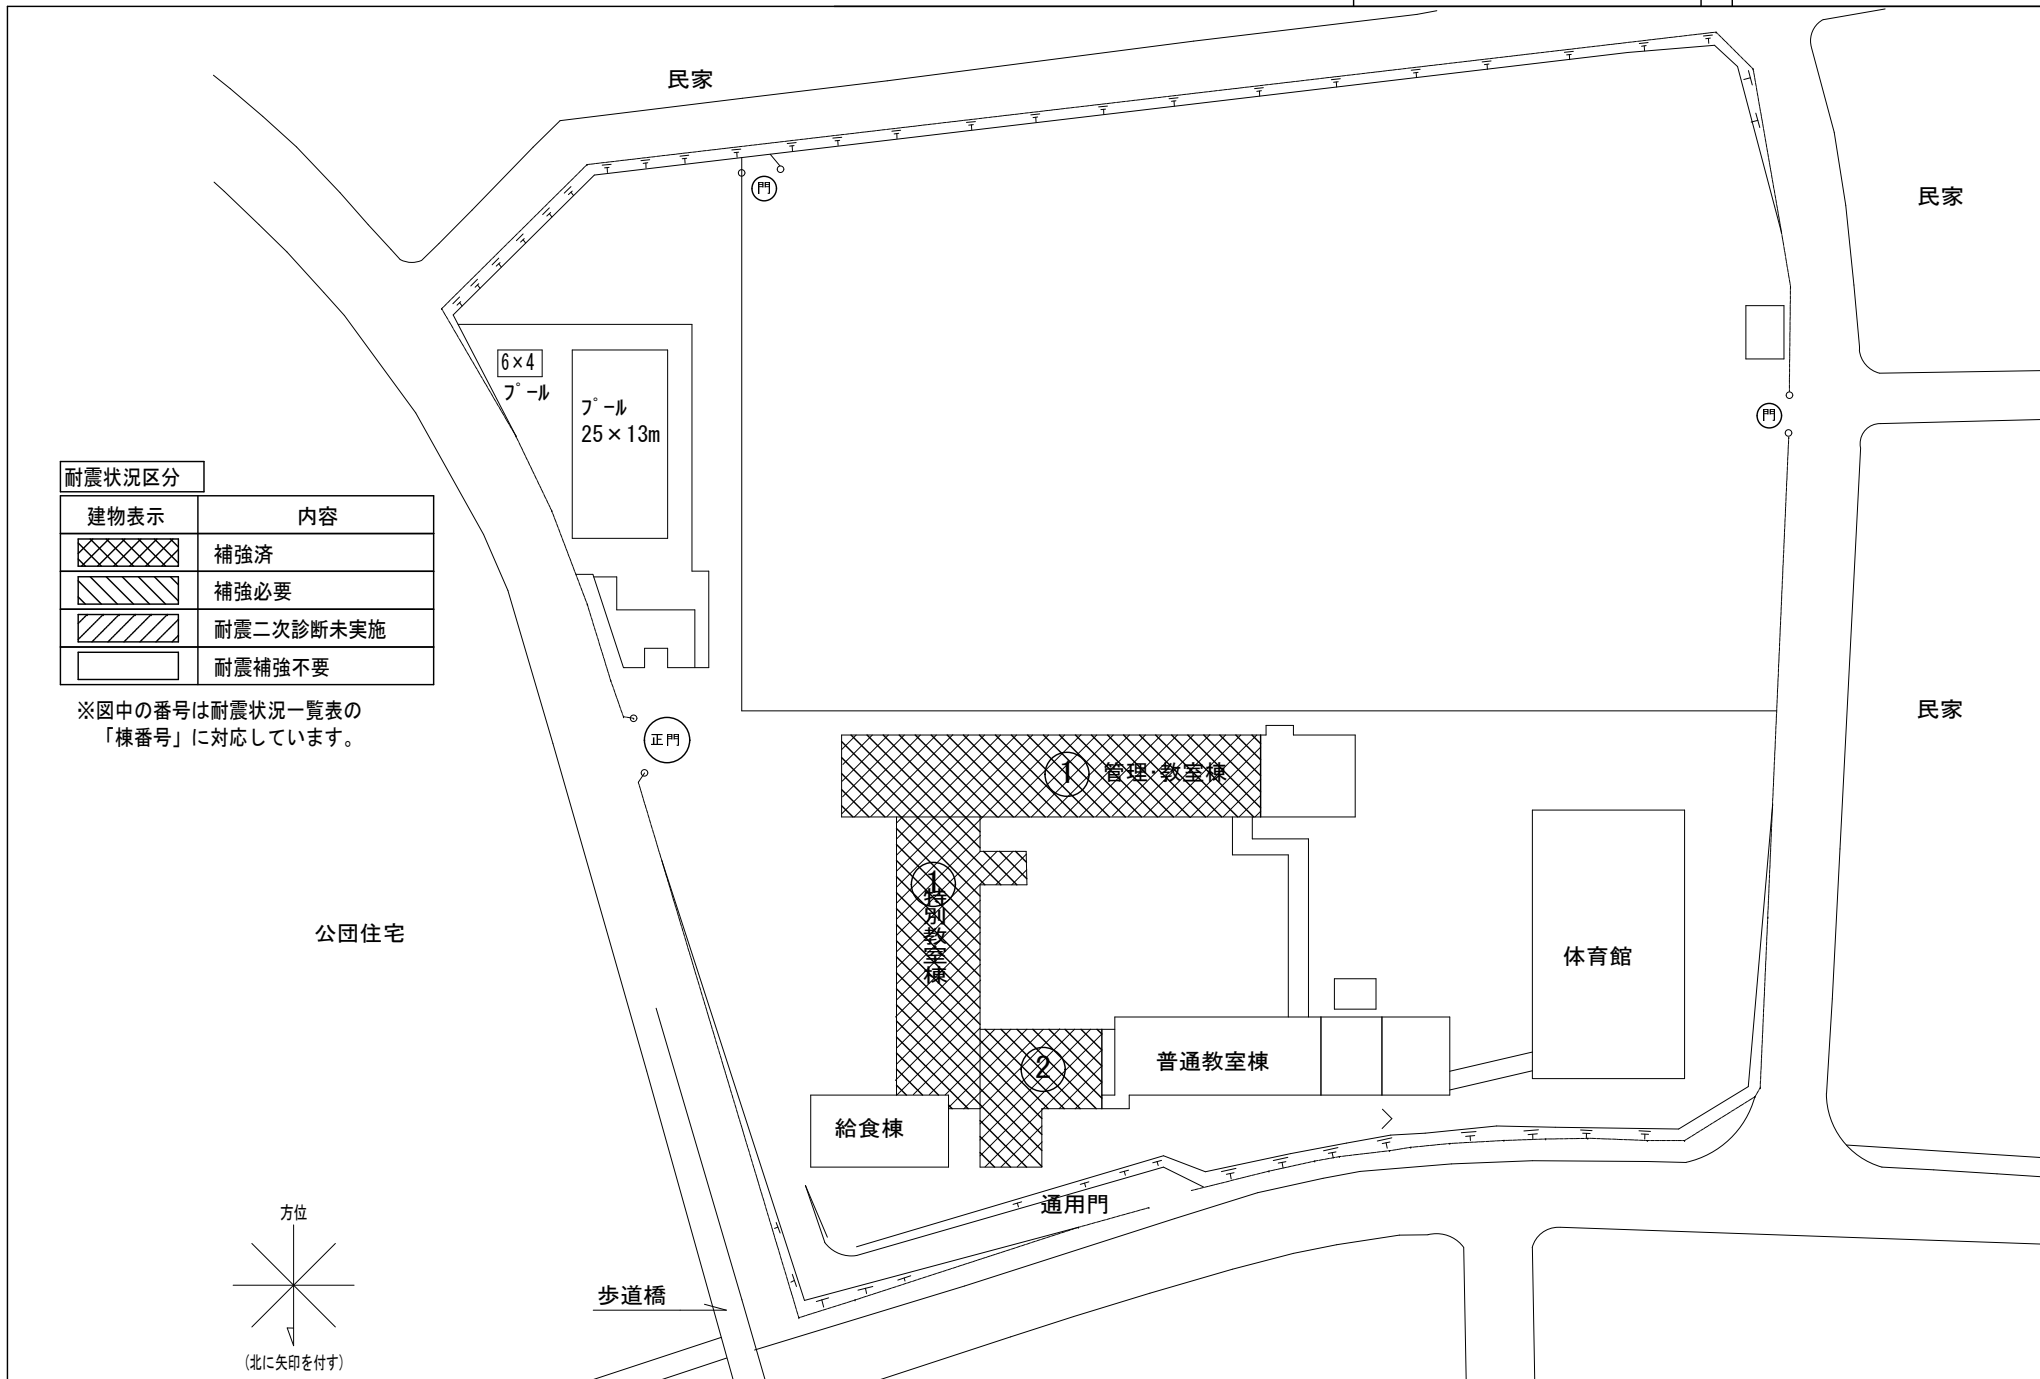 民家
門
民家
6×4
プール
プール
25×13m
門
耐震状況区分
建物表示 内容
補強済
補強必要
耐震二次診断未実施
耐震補強不要
※図中の番号は耐震状況一覧表の
「棟番号」に対応しています。
正門
民家
① 管理・教室棟
①
特別教室棟
公団住宅
体育館
②
普通教室棟
給食棟
通用門
方位
歩道橋
(北に矢印を付す)